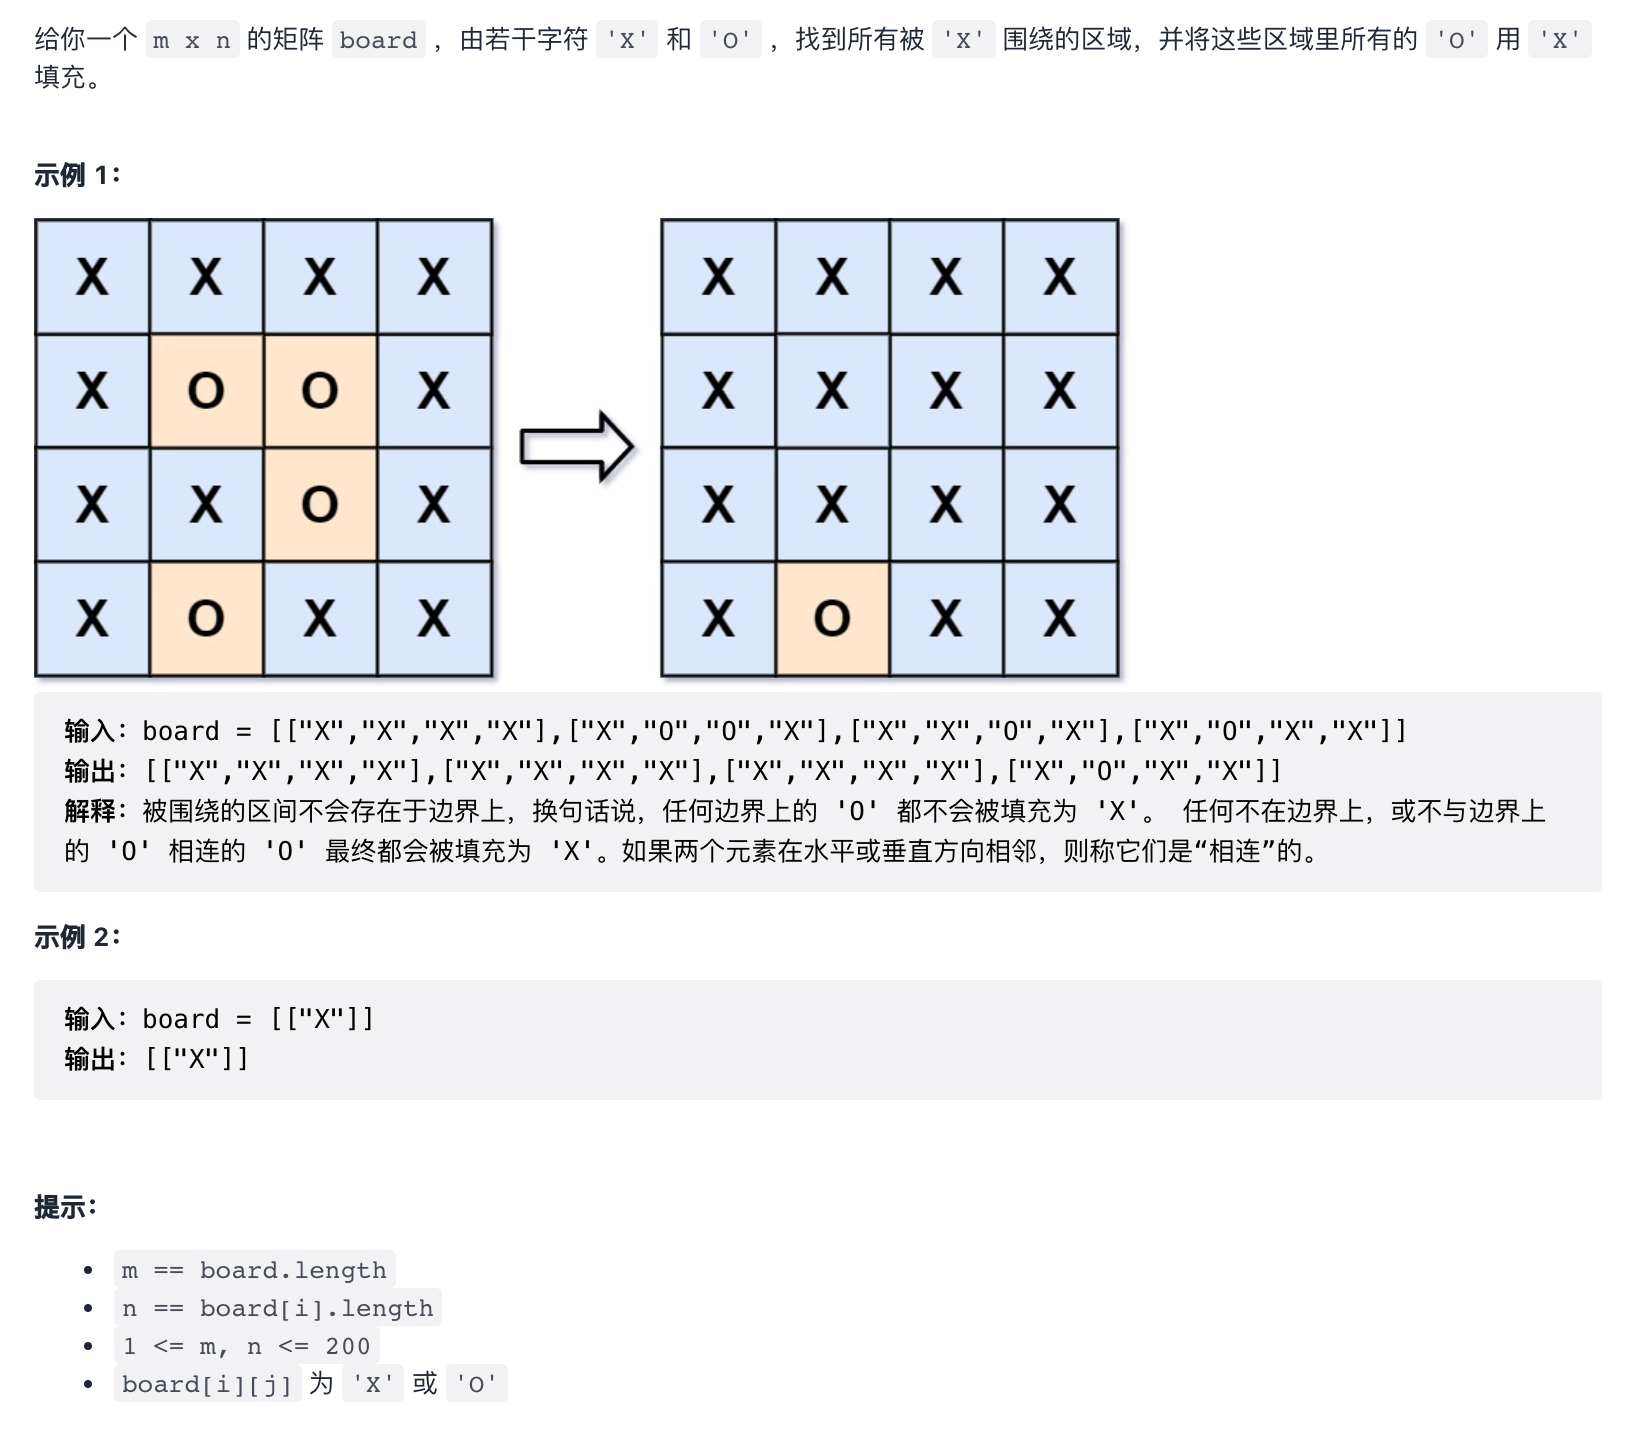 给你一个 m x n 的矩阵 board ，由若干字符 'X' 和 'O' ，找到所有被 'X' 围绕的区域，并将这些区域里所有的 'O' 用 'X'
填充。
示例 1：
X X X X X X X X
X O O X X X X X
X X O X X X X X
X O X X X O X X
输入：board = [["X","X","X","X"],["X","O","O","X"],["X","X","O","X"],["X","O","X","X"]]
输出：[["X","X","X","X"],["X","X","X","X"],["X","X","X","X"],["X","O","X","X"]]
解释：被围绕的区间不会存在于边界上，换句话说，任何边界上的 'O' 都不会被填充为 'X'。 任何不在边界上，或不与边界上
的 'O' 相连的 'O' 最终都会被填充为 'X'。如果两个元素在水平或垂直方向相邻，则称它们是“相连”的。
示例 2：
输入：board = [["X"]]
输出：[["X"]]
提示：
• m == board.length
• n == board[i].length
• 1 <= m, n <= 200
• board[i][j] 为 'X' 或 'O'